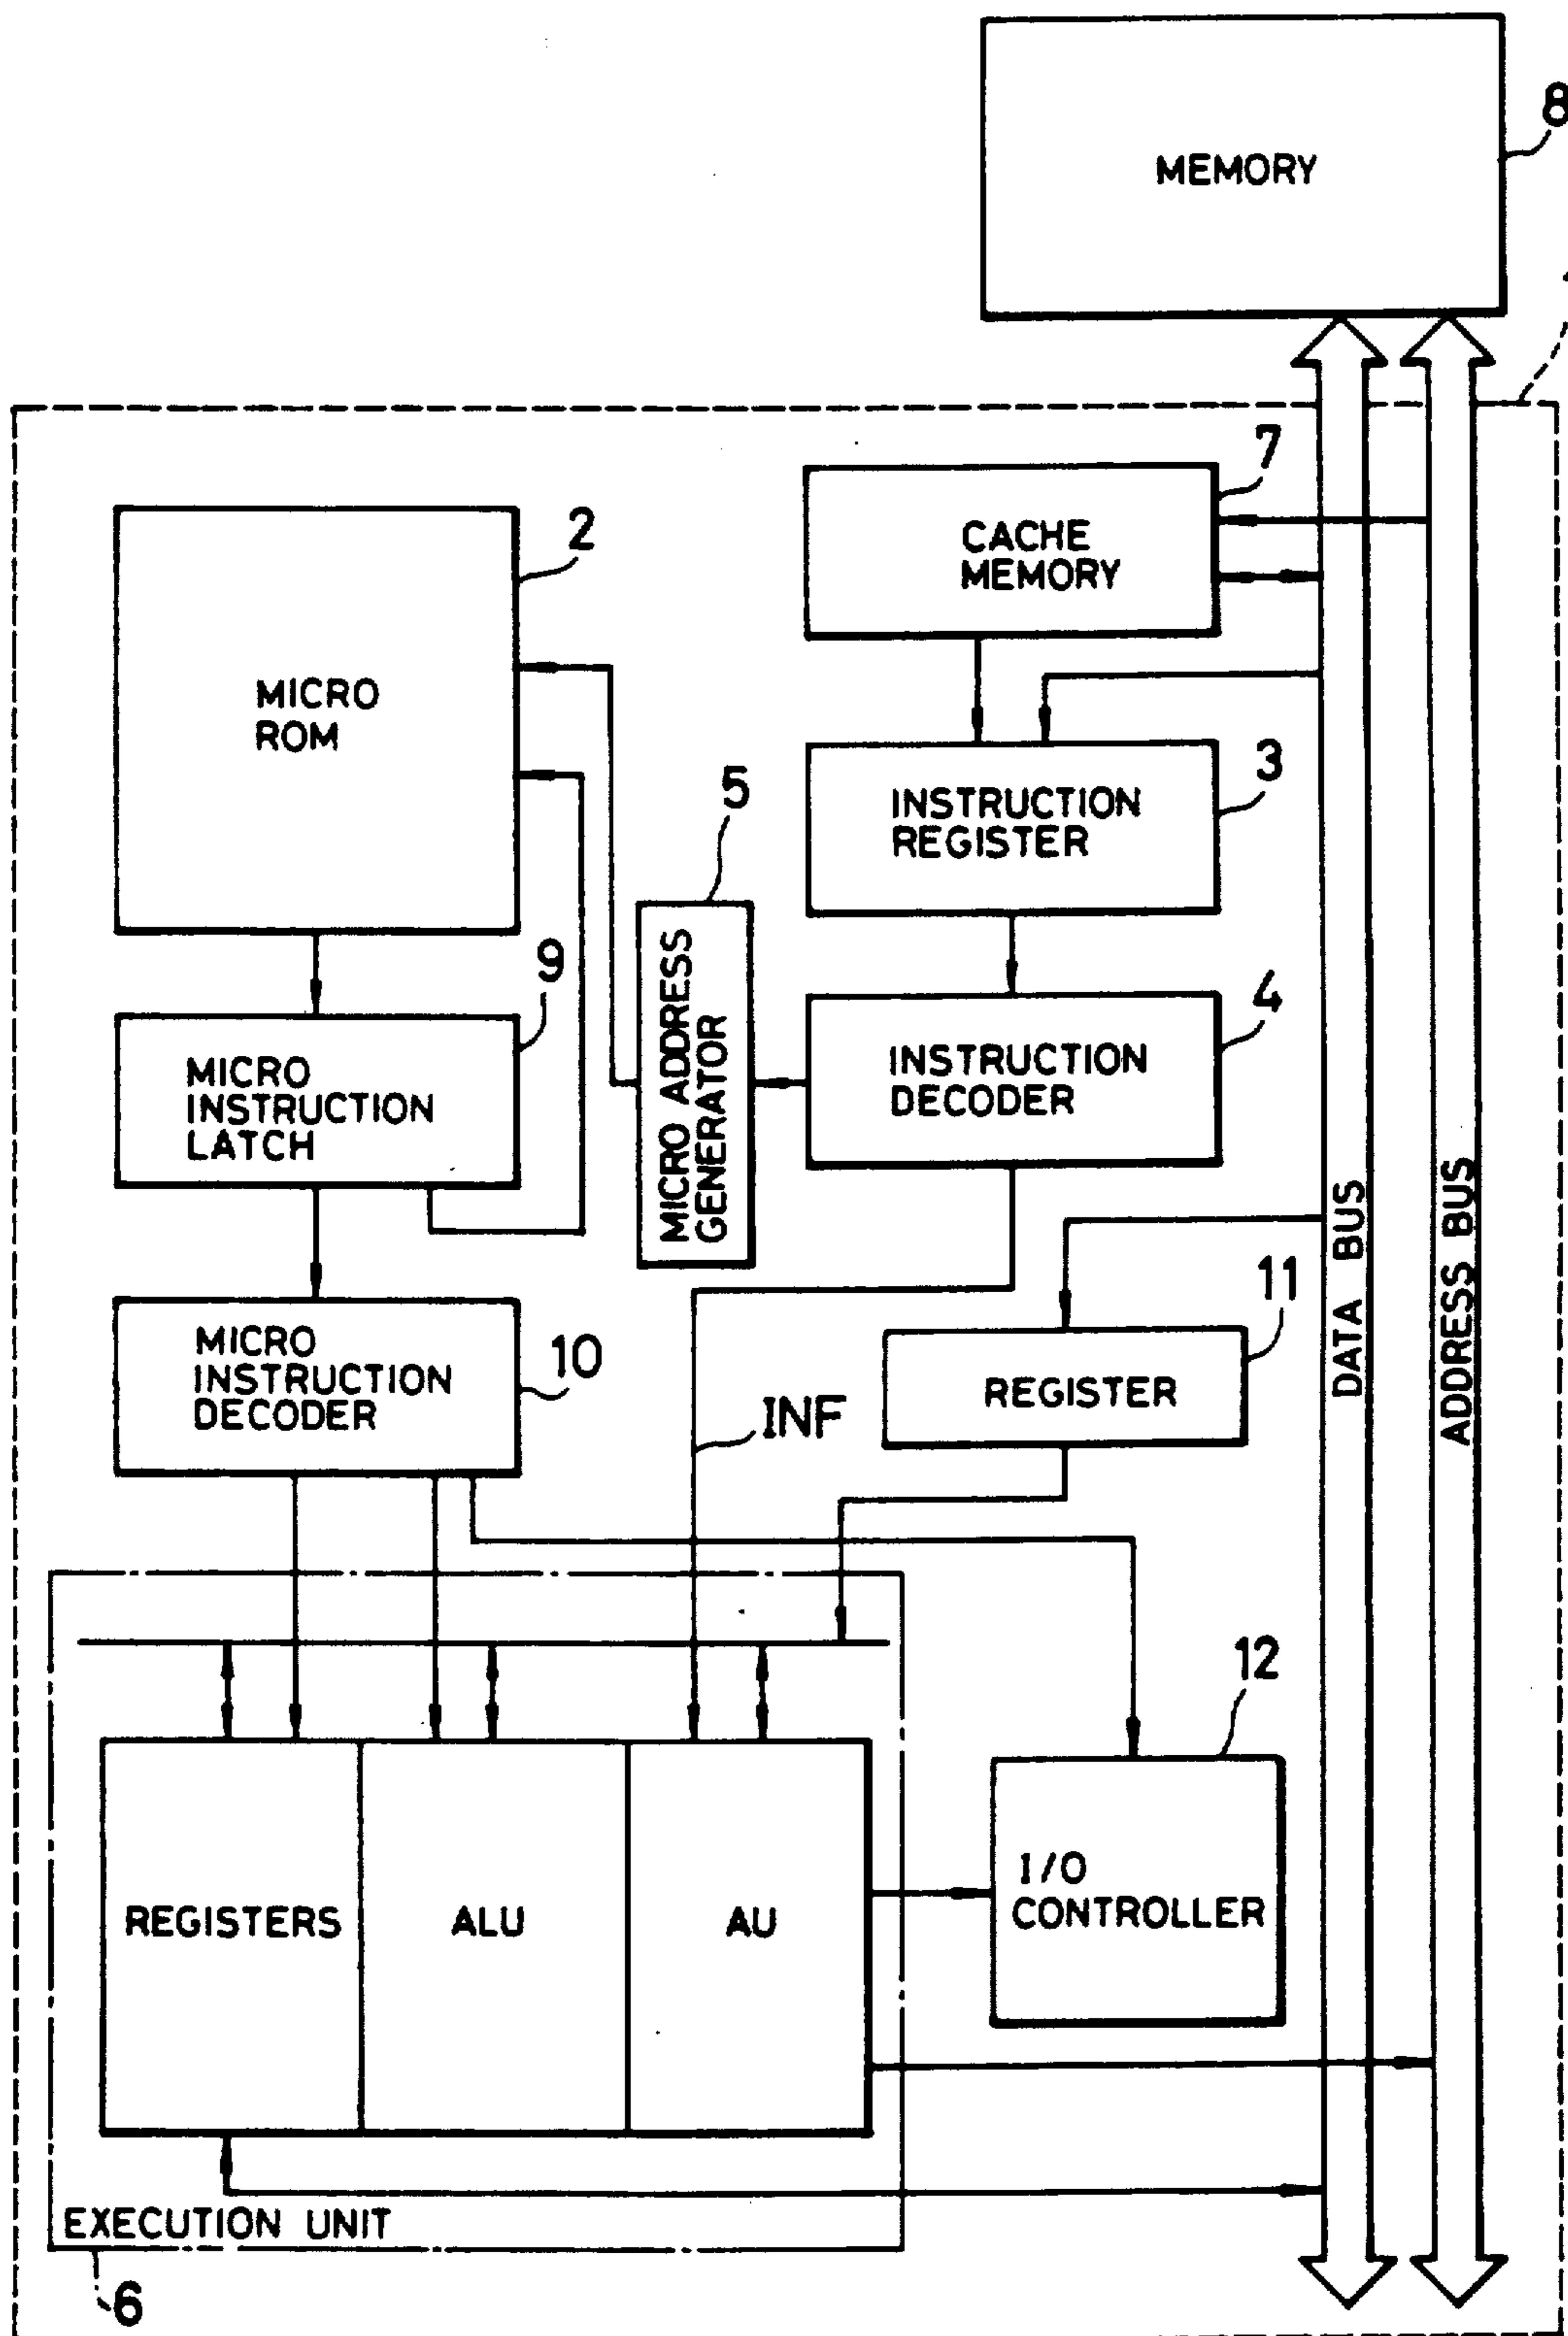 MEMORY
8
7
CACHE
MEMORY
2
MICRO
ROM
3
INSTRUCTION
REGISTER
5
MICRO ADDRESS
GENERATOR
9
MICRO
INSTRUCTION
LATCH
4
INSTRUCTION
DECODER
DATA BUS
ADDRESS BUS
11
REGISTER
10
MICRO
INSTRUCTION
DECODER
INF
12
I/O
CONTROLLER
REGISTERS
ALU
AU
EXECUTION UNIT
6